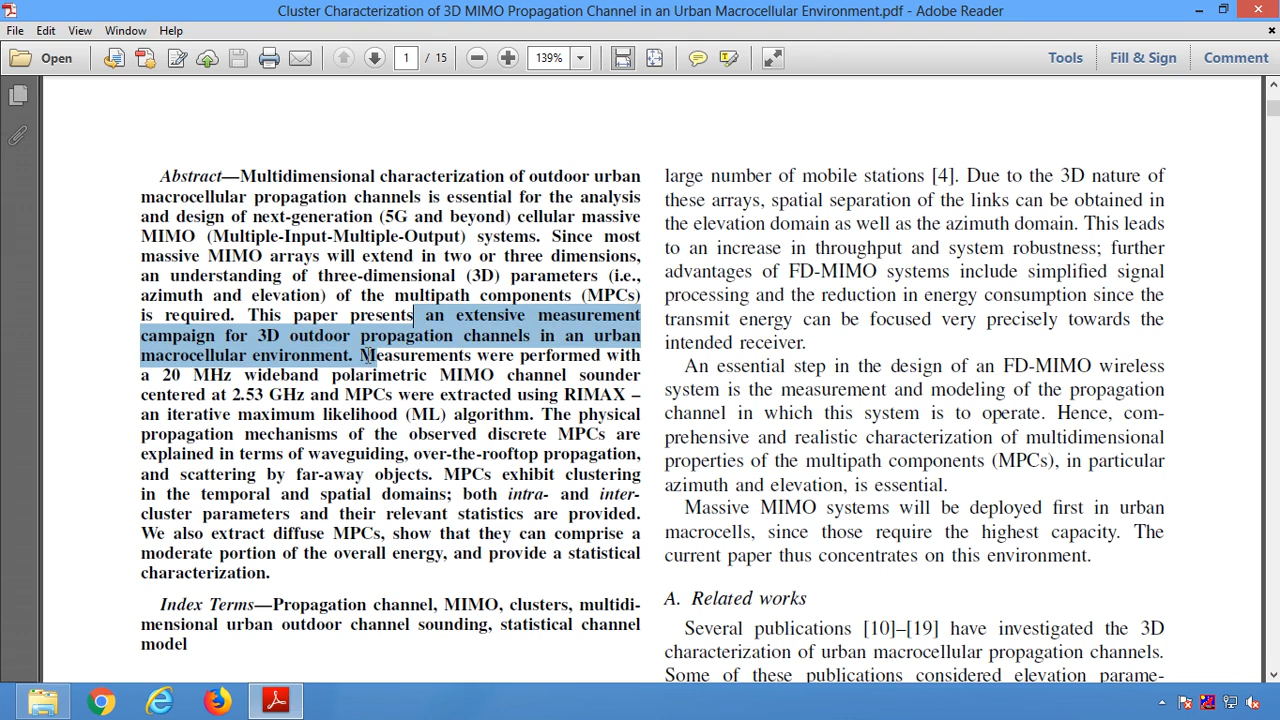 Cluster Characterization of 3D MIMO Propagation Channel in an Urban Macrocellular Environment.pdf - Adobe Reader
File Edit View Window Help
Open 1 / 15 139% Tools Fill & Sign Comment
Abstract—Multidimensional characterization of outdoor urban
macrocellular propagation channels is essential for the analysis
and design of next-generation (5G and beyond) cellular massive
MIMO (Multiple-Input-Multiple-Output) systems. Since most
massive MIMO arrays will extend in two or three dimensions,
an understanding of three-dimensional (3D) parameters (i.e.,
azimuth and elevation) of the multipath components (MPCs)
is required. This paper presents an extensive measurement
campaign for 3D outdoor propagation channels in an urban
macrocellular environment. Measurements were performed with
a 20 MHz wideband polarimetric MIMO channel sounder
centered at 2.53 GHz and MPCs were extracted using RIMAX –
an iterative maximum likelihood (ML) algorithm. The physical
propagation mechanisms of the observed discrete MPCs are
explained in terms of waveguiding, over-the-rooftop propagation,
and scattering by far-away objects. MPCs exhibit clustering
in the temporal and spatial domains; both intra- and inter-
cluster parameters and their relevant statistics are provided.
We also extract diffuse MPCs, show that they can comprise a
moderate portion of the overall energy, and provide a statistical
characterization.
Index Terms—Propagation channel, MIMO, clusters, multidi-
mensional urban outdoor channel sounding, statistical channel
model
large number of mobile stations [4]. Due to the 3D nature of
these arrays, spatial separation of the links can be obtained in
the elevation domain as well as the azimuth domain. This leads
to an increase in throughput and system robustness; further
advantages of FD-MIMO systems include simplified signal
processing and the reduction in energy consumption since the
transmit energy can be focused very precisely towards the
intended receiver.
An essential step in the design of an FD-MIMO wireless
system is the measurement and modeling of the propagation
channel in which this system is to operate. Hence, com-
prehensive and realistic characterization of multidimensional
properties of the multipath components (MPCs), in particular
azimuth and elevation, is essential.
Massive MIMO systems will be deployed first in urban
macrocells, since those require the highest capacity. The
current paper thus concentrates on this environment.
A. Related works
Several publications [10]–[19] have investigated the 3D
characterization of urban macrocellular propagation channels.
Some of these publications considered elevation parame-